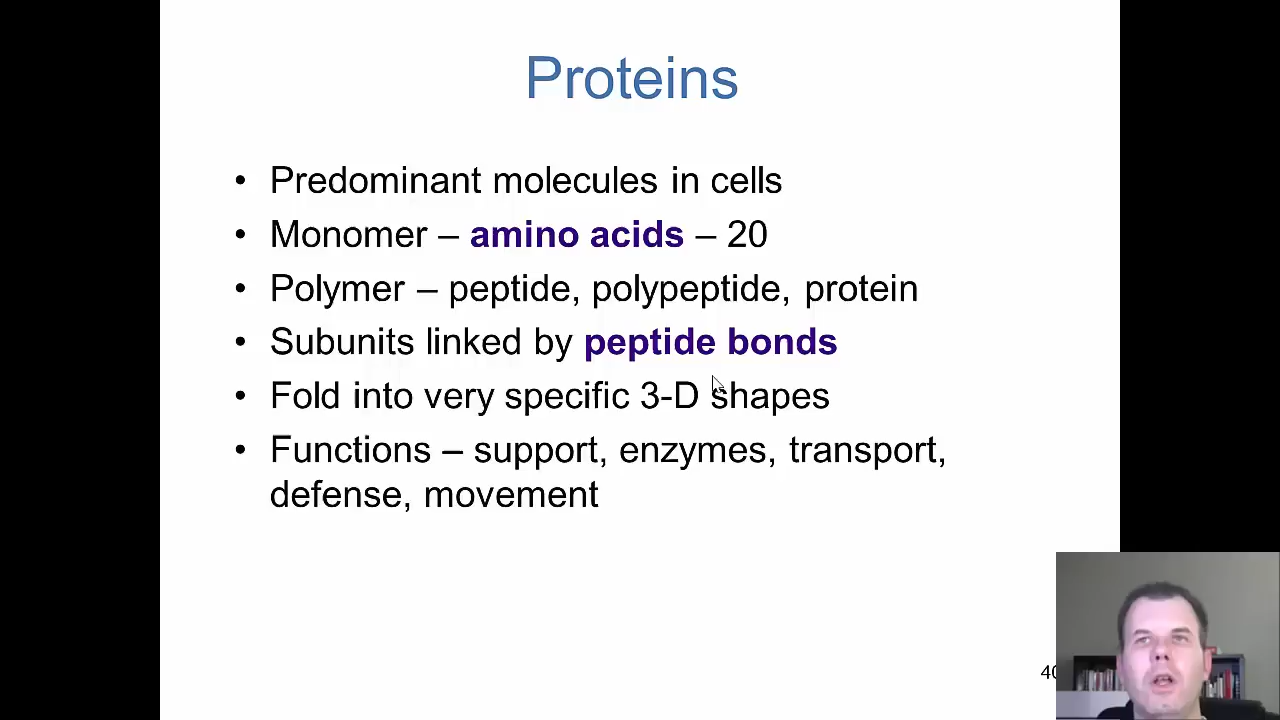 Proteins
• Predominant molecules in cells
• Monomer – amino acids – 20
• Polymer – peptide, polypeptide, protein
• Subunits linked by peptide bonds
• Fold into very specific 3-D shapes
• Functions – support, enzymes, transport,
defense, movement